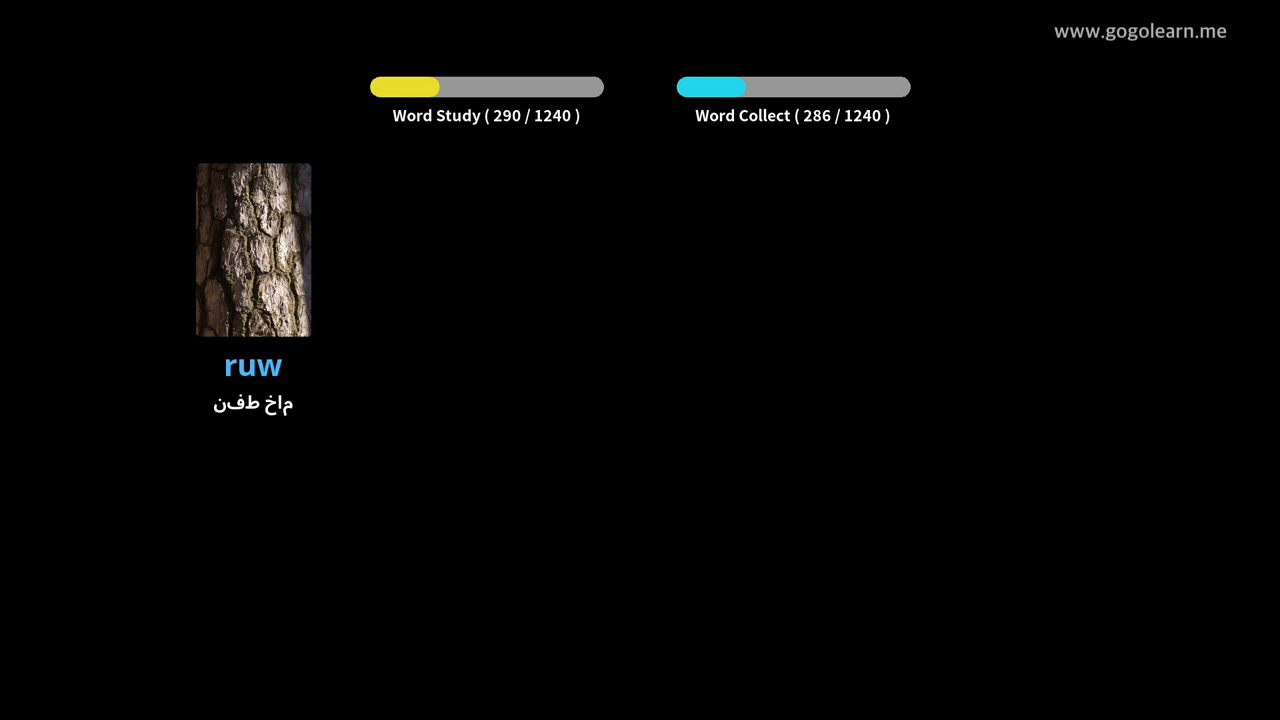 www.gogolearn.me
Word Study ( 290 / 1240 )
Word Collect ( 286 / 1240 )
ruw
ماخ طفن